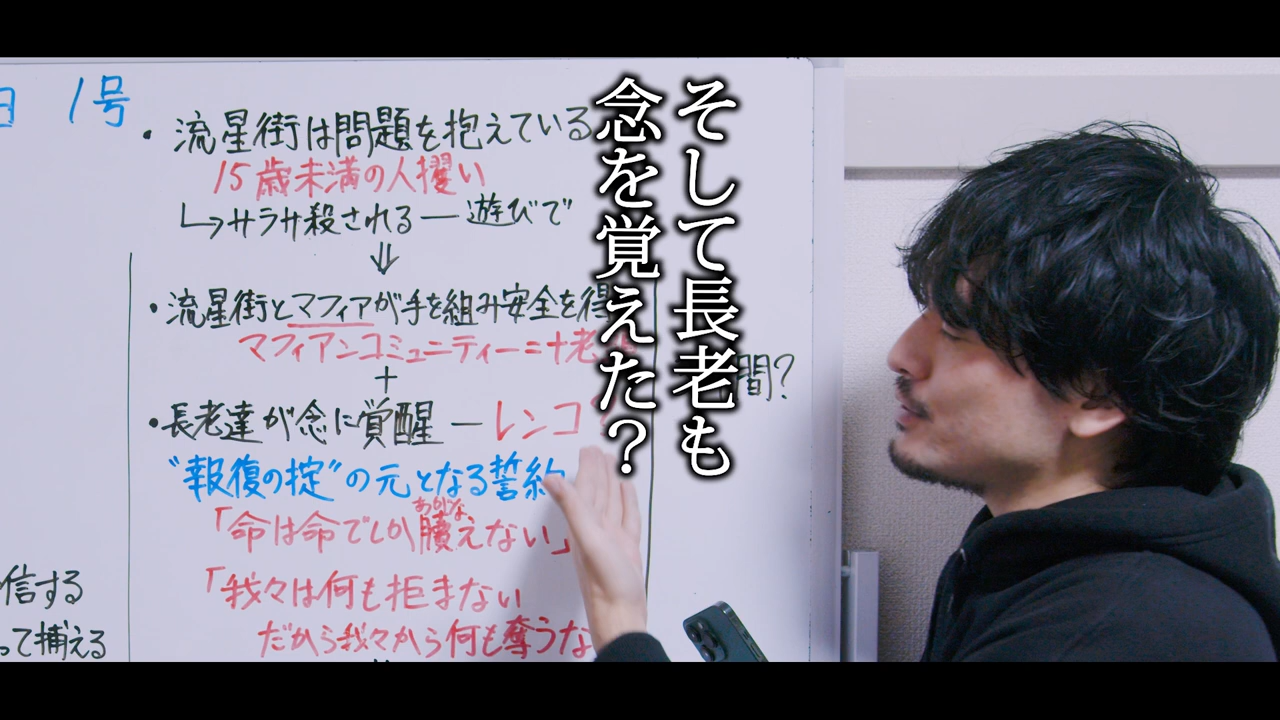 そして長老も
念を覚えた？
日 1号
・流星街は問題を抱えている
15歳未満の人攫い
↳サラサ殺される ― 遊びで
⇓
・流星街とマフィアが手を組み安全を得
マフィアンコミュニティー=十老
+
・長老達が念に覚醒 ― レンコ
"報復の掟"の元となる誓約
あがな
「命は命でしか贖えない」
「我々は何も拒まない
だから我々から何も奪うな
間?
信する
って捕える